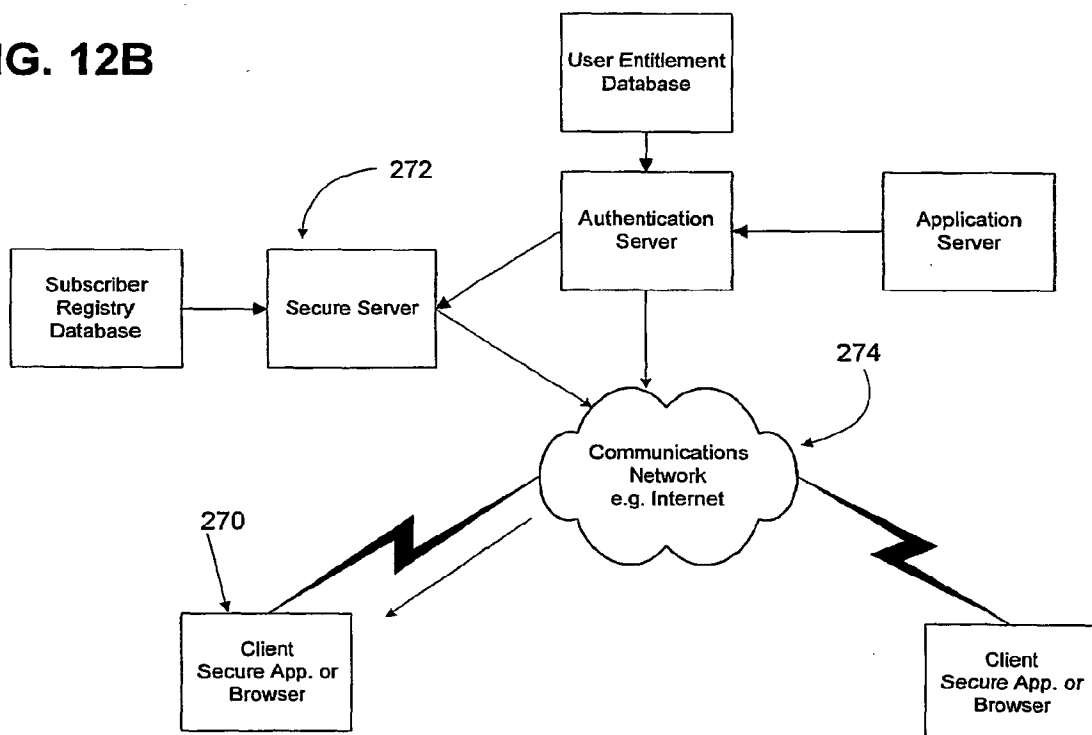 IG. 12B
User Entitlement
Database
272
Authentication
Server
Application
Server
Subscriber
Registry
Database
Secure Server
274
Communications
Network
e.g. Internet
270
Client
Secure App. or
Browser
Client
Secure App. or
Browser